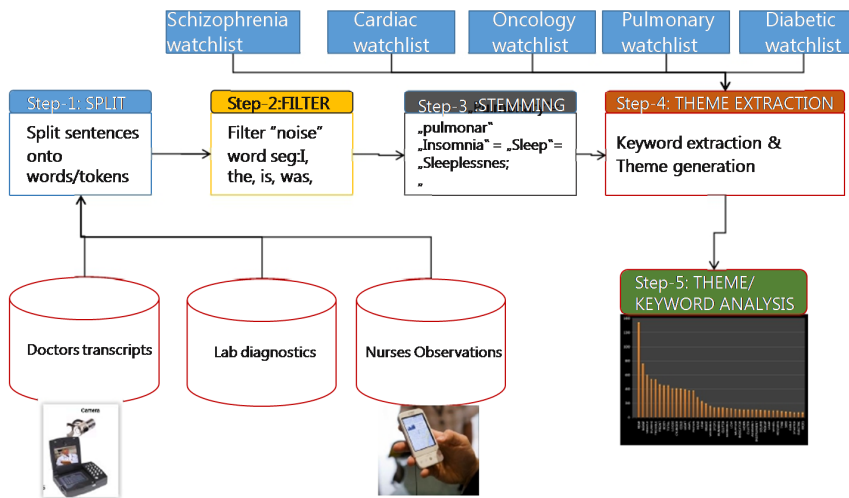 Schizophrenia
watchlist
Cardiac
watchlist
Oncology
watchlist
Pulmonary
watchlist
Diabetic
watchlist
Step-1: SPLIT
Split sentences
onto
words/tokens
Step-2:FILTER
Filter "noise"
word seg:I,
the, is, was,
Step-3 :STEMMING
„pulmonar“
„Insomnia“ = „Sleep“=
„Sleeplessnes;
„
Step-4: THEME EXTRACTION
Keyword extraction &
Theme generation
Step-5: THEME/
KEYWORD ANALYSIS
Doctors transcripts
Lab diagnostics
Nurses Observations
Camera